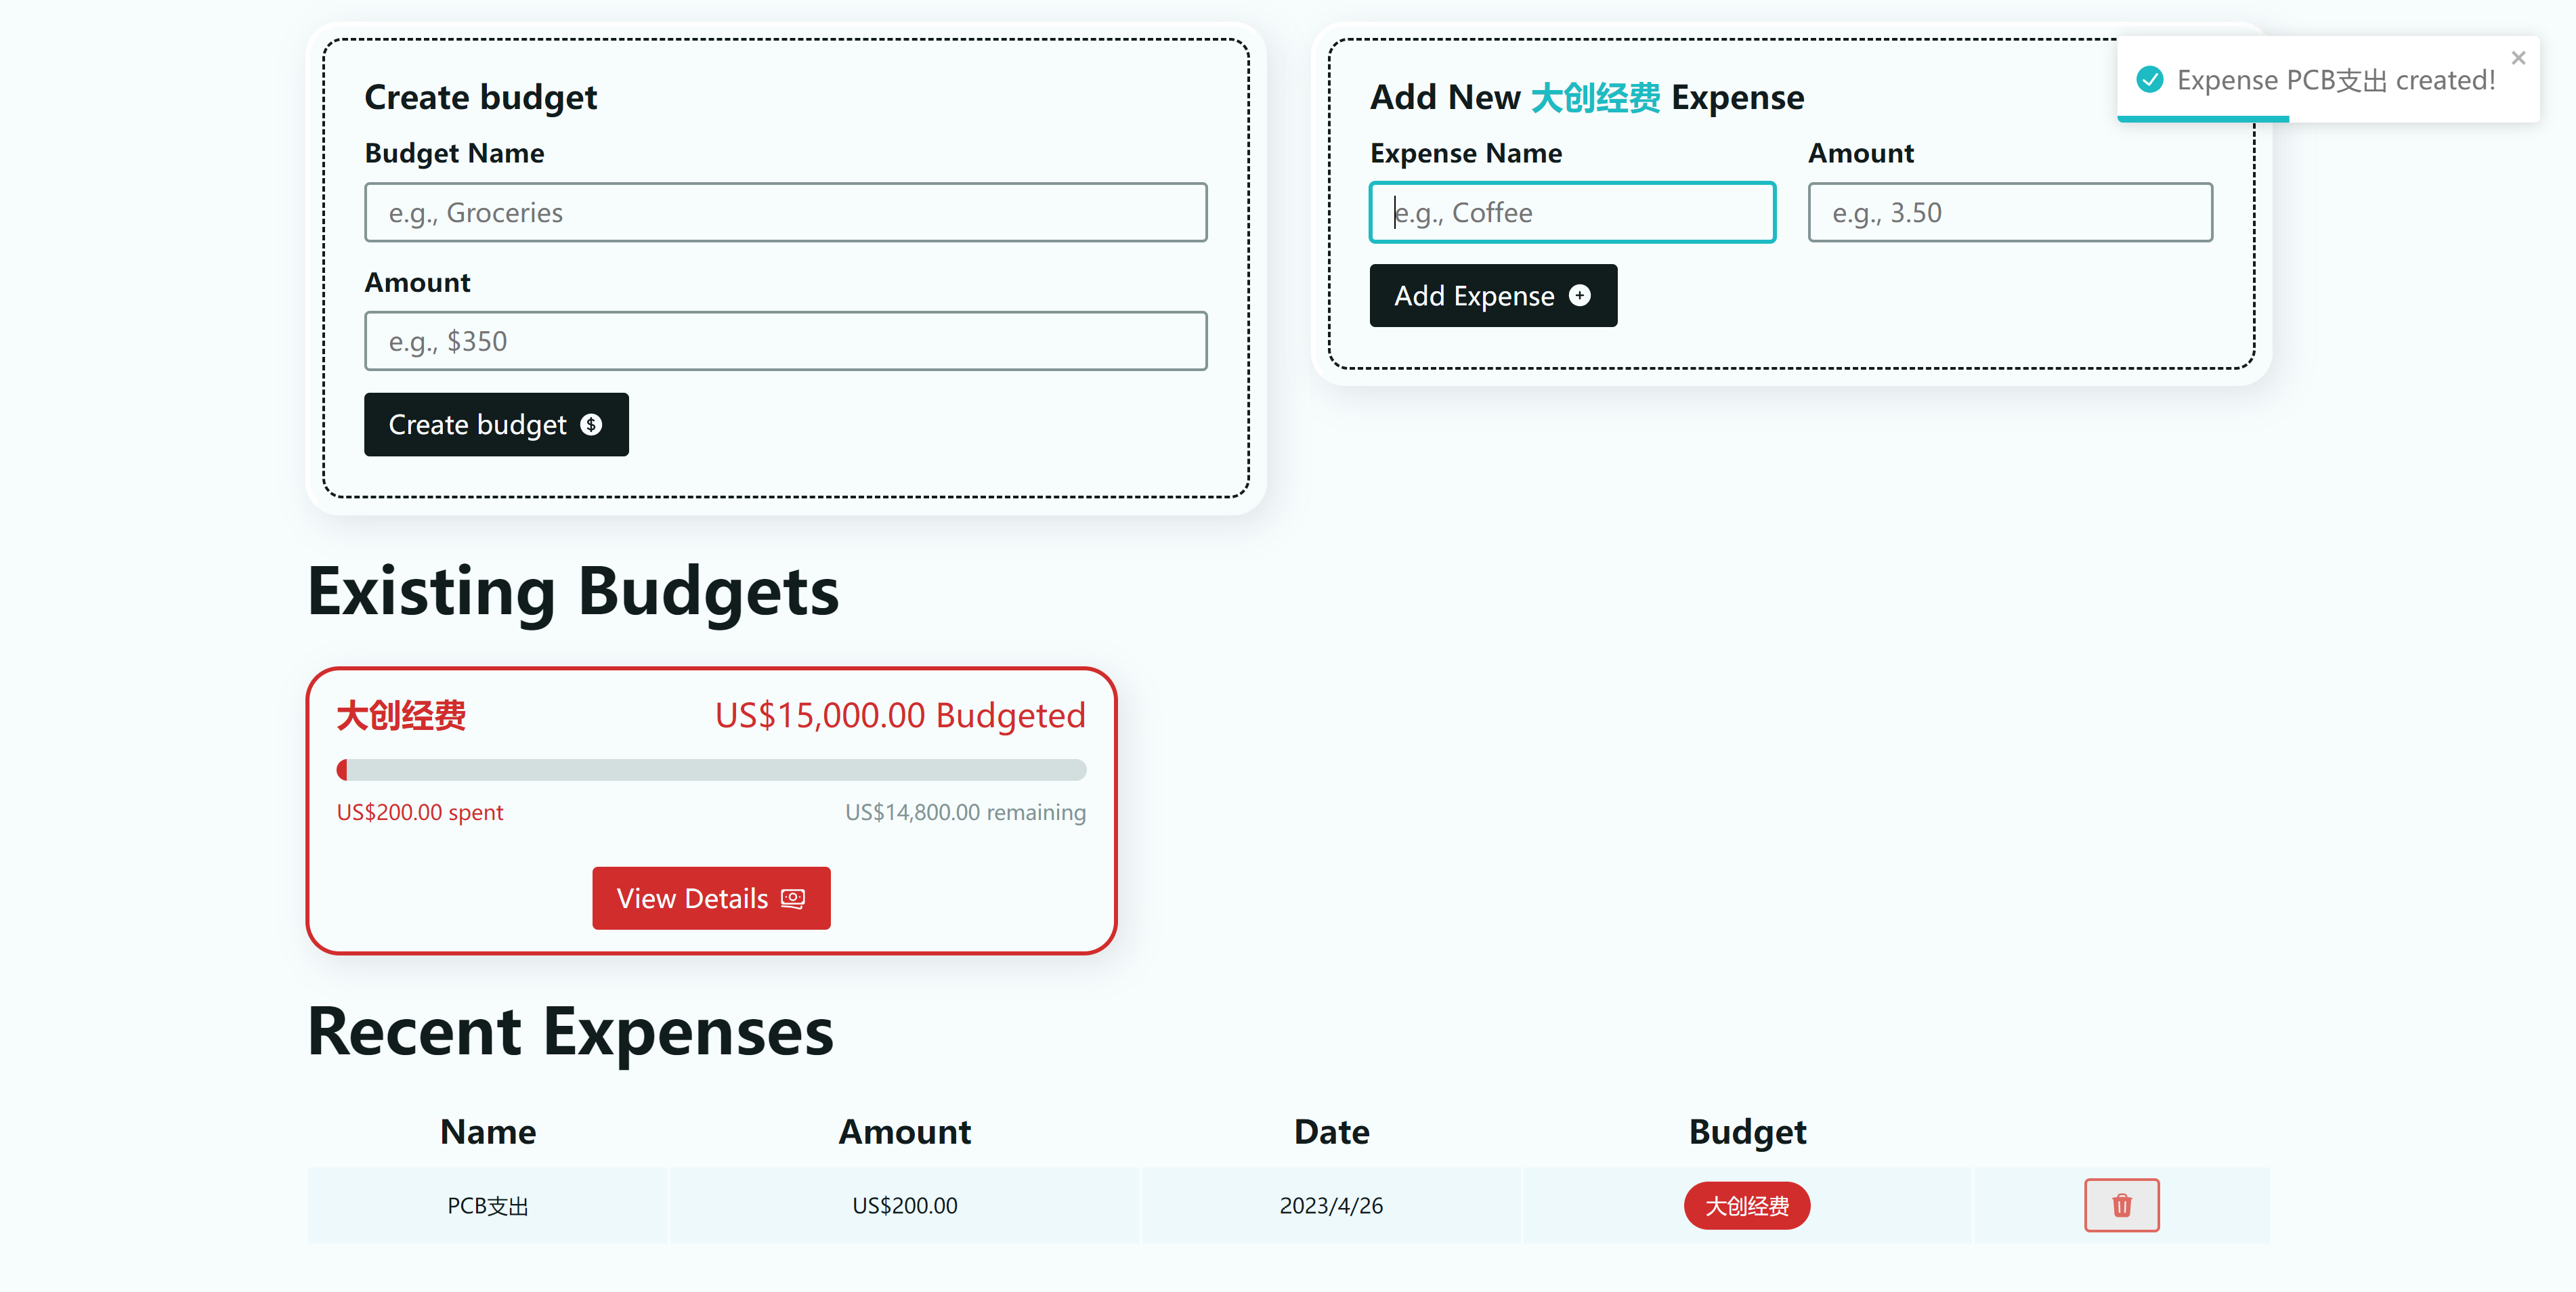 Create budget
Budget Name
e.g., Groceries
Amount
e.g., $350
Create budget
Add New 大创经费 Expense
Expense Name
Amount
e.g., Coffee
e.g., 3.50
Add Expense
Expense PCB支出 created!
Existing Budgets
大创经费
US$15,000.00 Budgeted
US$200.00 spent
US$14,800.00 remaining
View Details
Recent Expenses
Name Amount Date Budget
PCB支出 US$200.00 2023/4/26 大创经费